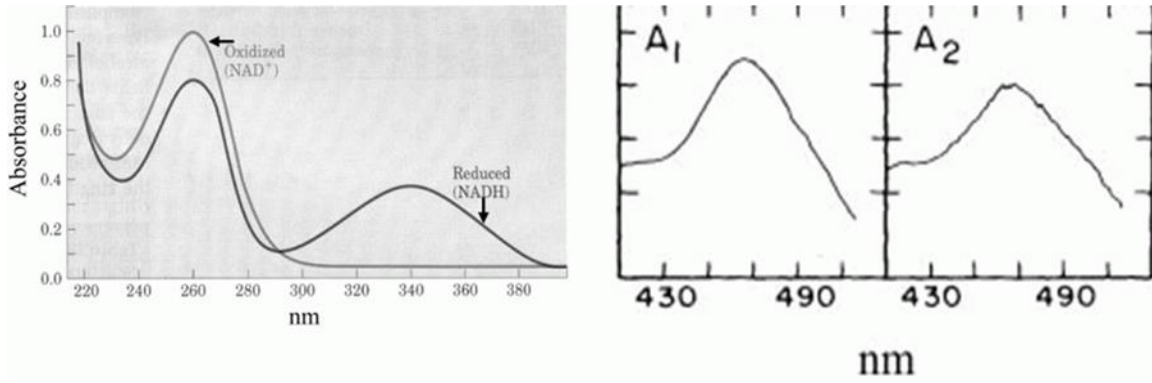 Absorbance
1.0
0.8
0.6
0.4
0.2
0.0
Oxidized
(NAD⁺)
Reduced
(NADH)
220 240 260 280 300 320 340 360 380
nm
A₁
A₂
430 490 430 490
nm